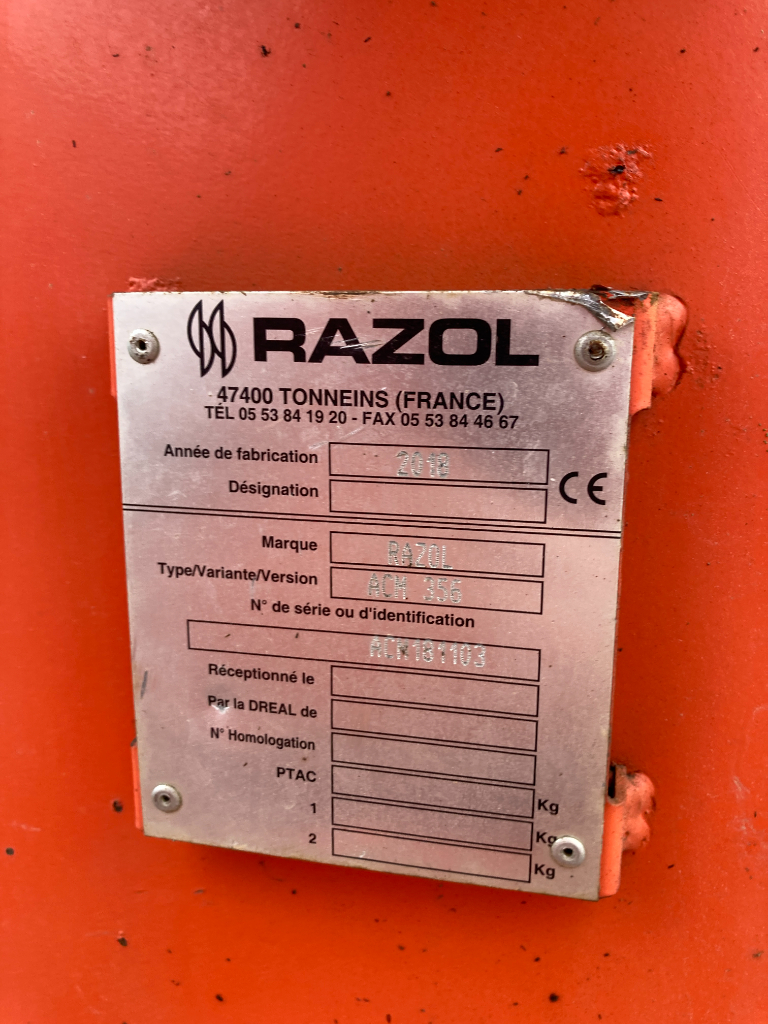 RAZOL
47400 TONNEINS (FRANCE)
TÉL 05 53 84 19 20 - FAX 05 53 84 46 67
Année de fabrication 2018
Désignation
CE
Marque RAZOL
Type/Variante/Version ACM 356
N° de série ou d'identification
ACM181103
Réceptionné le
Par la DREAL de
N° Homologation
PTAC Kg
1 Kg
2 Kg